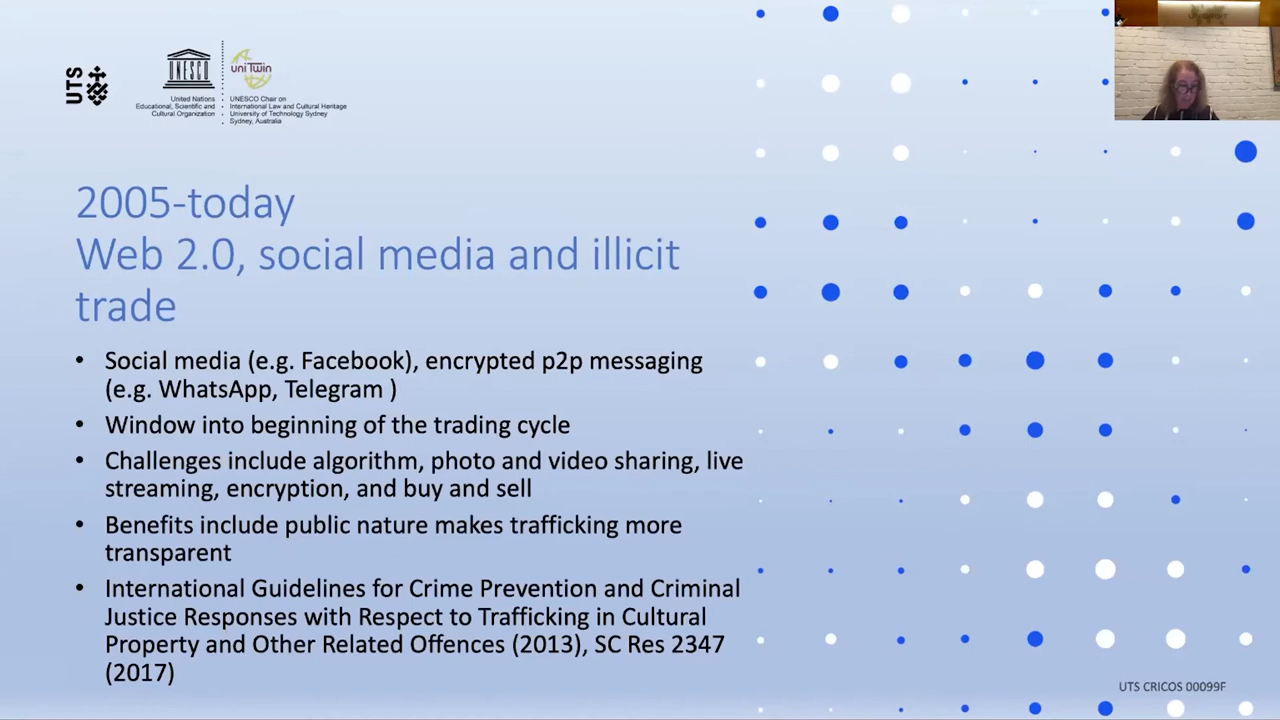 UTS
UNESCO
uni Twin
United Nations
Educational, Scientific and
Cultural Organization
UNESCO Chair on
International Law and Cultural Heritage
University of Technology Sydney
Sydney, Australia
2005-today
Web 2.0, social media and illicit
trade
• Social media (e.g. Facebook), encrypted p2p messaging
(e.g. WhatsApp, Telegram )
• Window into beginning of the trading cycle
• Challenges include algorithm, photo and video sharing, live
streaming, encryption, and buy and sell
• Benefits include public nature makes trafficking more
transparent
• International Guidelines for Crime Prevention and Criminal
Justice Responses with Respect to Trafficking in Cultural
Property and Other Related Offences (2013), SC Res 2347
(2017)
UTS CRICOS 00099F